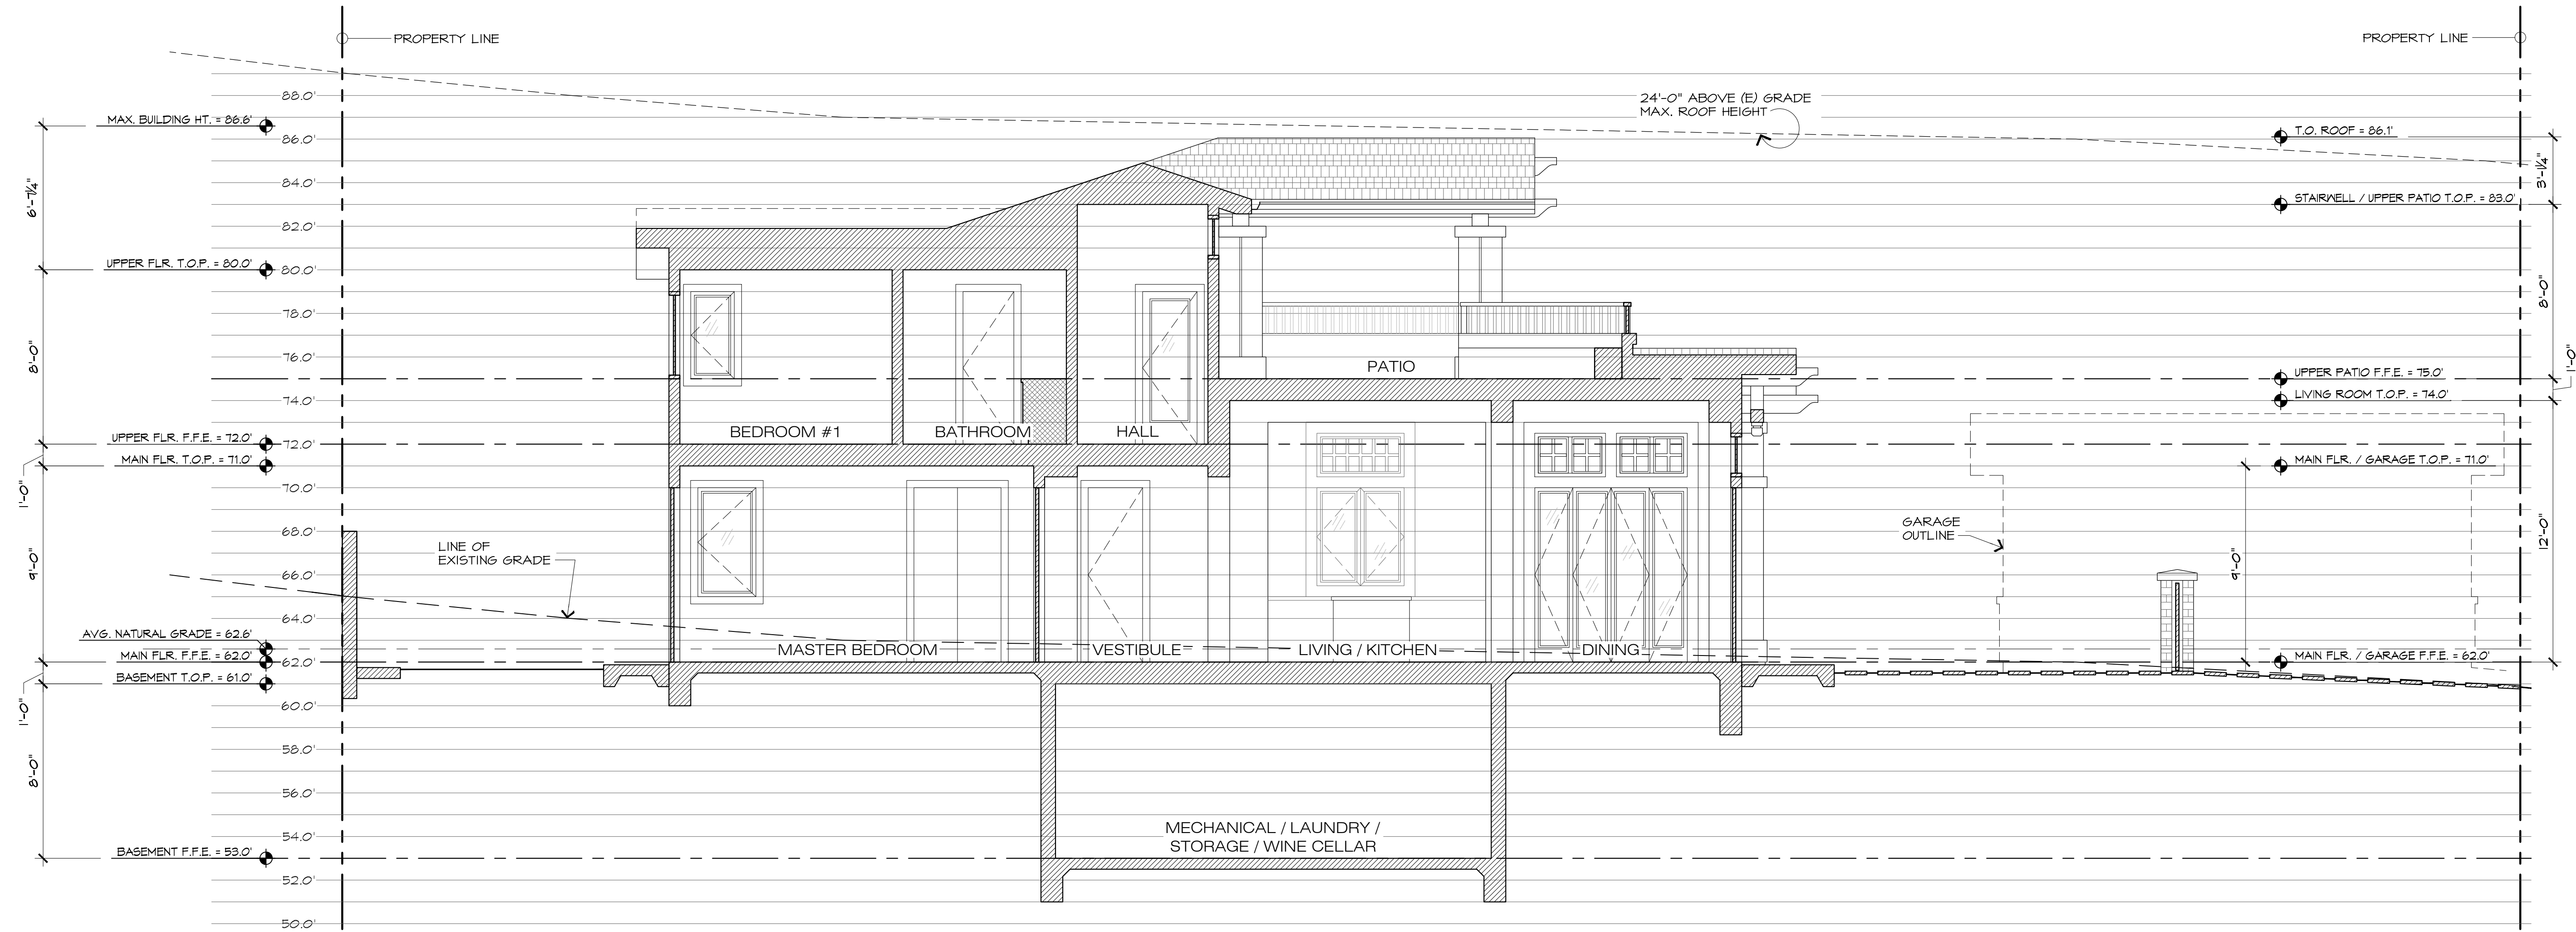 PROPERTY LINE
PROPERTY LINE
88.0'
24'-0" ABOVE (E) GRADE
MAX. ROOF HEIGHT
MAX. BUILDING HT. = 86.6'
86.0'
T.O. ROOF = 86.1'
6'-7¼"
84.0'
3'-1¼"
STAIRWELL / UPPER PATIO T.O.P. = 83.0'
82.0'
UPPER FLR. T.O.P. = 80.0'
80.0'
8'-0"
78.0'
8'-0"
76.0'
PATIO
1'-0"
UPPER PATIO F.F.E. = 75.0'
74.0'
LIVING ROOM T.O.P. = 74.0'
BEDROOM #1
BATHROOM
HALL
UPPER FLR. F.F.E. = 72.0'
72.0'
MAIN FLR. T.O.P. = 71.0'
MAIN FLR. / GARAGE T.O.P. = 71.0'
1'-0"
70.0'
68.0'
GARAGE
OUTLINE
12'-0"
LINE OF
EXISTING GRADE
9'-0"
9'-0"
66.0'
64.0'
AVG. NATURAL GRADE = 62.6'
MASTER BEDROOM
VESTIBULE
LIVING / KITCHEN
DINING
MAIN FLR. F.F.E. = 62.0'
62.0'
MAIN FLR. / GARAGE F.F.E. = 62.0'
BASEMENT T.O.P. = 61.0'
1'-0"
60.0'
58.0'
8'-0"
56.0'
54.0'
MECHANICAL / LAUNDRY /
STORAGE / WINE CELLAR
BASEMENT F.F.E. = 53.0'
52.0'
50.0'